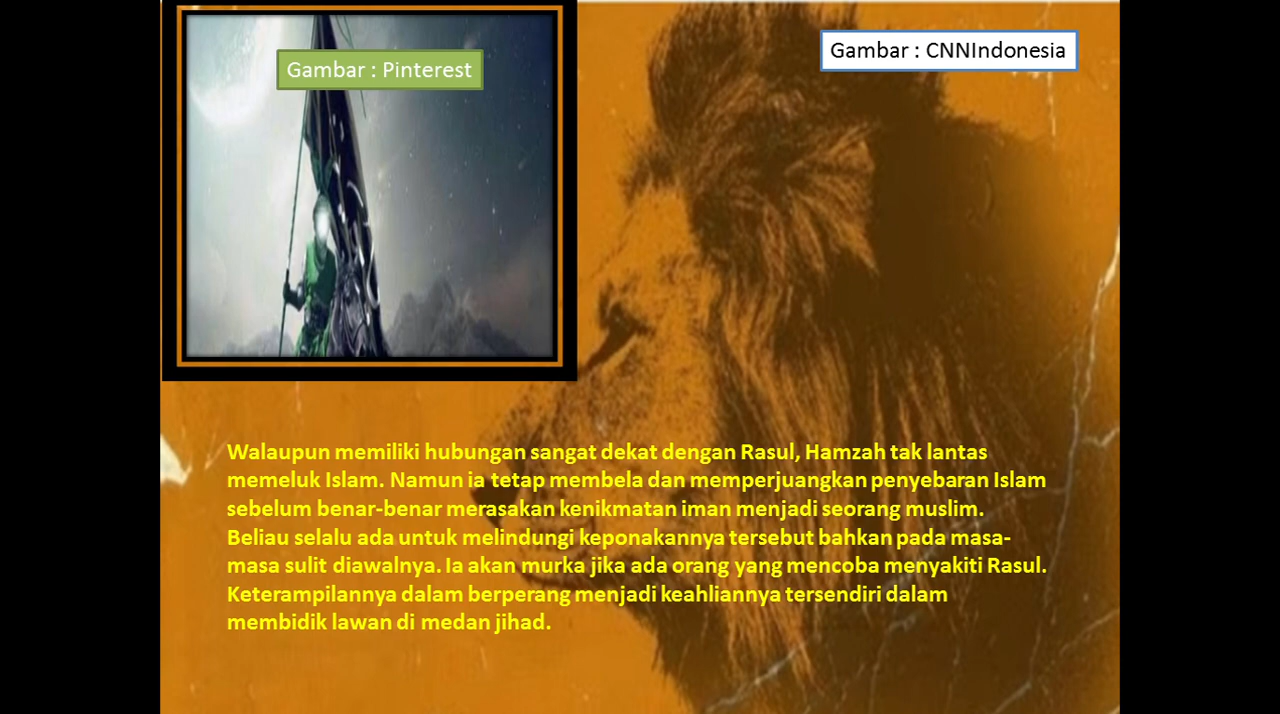 Gambar : Pinterest
Gambar : CNNIndonesia
Walaupun memiliki hubungan sangat dekat dengan Rasul, Hamzah tak lantas
memeluk Islam. Namun ia tetap membela dan memperjuangkan penyebaran Islam
sebelum benar-benar merasakan kenikmatan iman menjadi seorang muslim.
Beliau selalu ada untuk melindungi keponakannya tersebut bahkan pada masa-
masa sulit diawalnya. Ia akan murka jika ada orang yang mencoba menyakiti Rasul.
Keterampilannya dalam berperang menjadi keahliannya tersendiri dalam
membidik lawan di medan jihad.